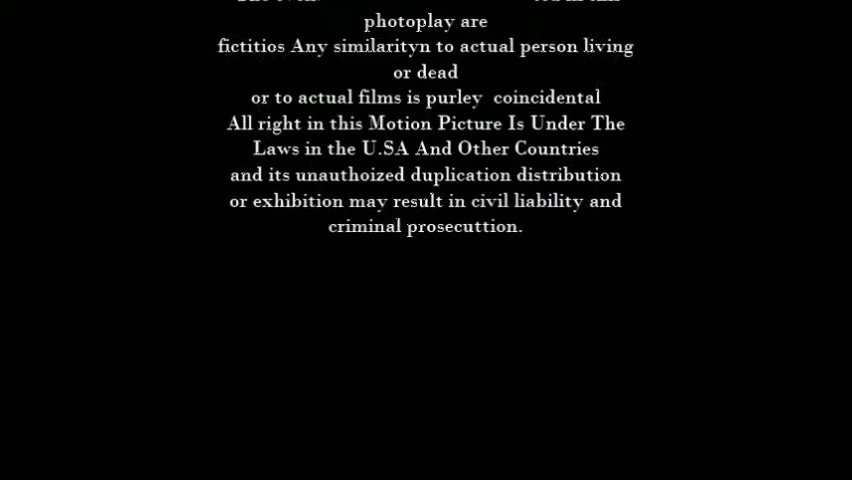 in this
photoplay are
fictitios Any similarityn to actual person living
or dead
or to actual films is purley coincidental
All right in this Motion Picture Is Under The
Laws in the U.SA And Other Countries
and its unauthoized duplication distribution
or exhibition may result in civil liability and
criminal prosecuttion.